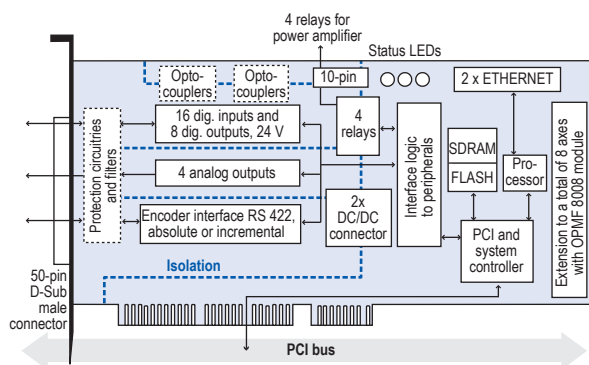 4 relays for
power amplifier
Status LEDs
Opto-
couplers
Opto-
couplers
10-pin
2 x ETHERNET
16 dig. inputs and
8 dig. outputs, 24 V
4
relays
Protection circuitries
and filters
4 analog outputs
Interface logic
to peripherals
SDRAM
FLASH
Pro-
cessor
Extension to a total of 8 axes
with OPMF 8008 module
Encoder interface RS 422,
absolute or incremental
2x
DC/DC
connector
PCI and
system
controller
Isolation
50-pin
D-Sub
male
connector
PCI bus